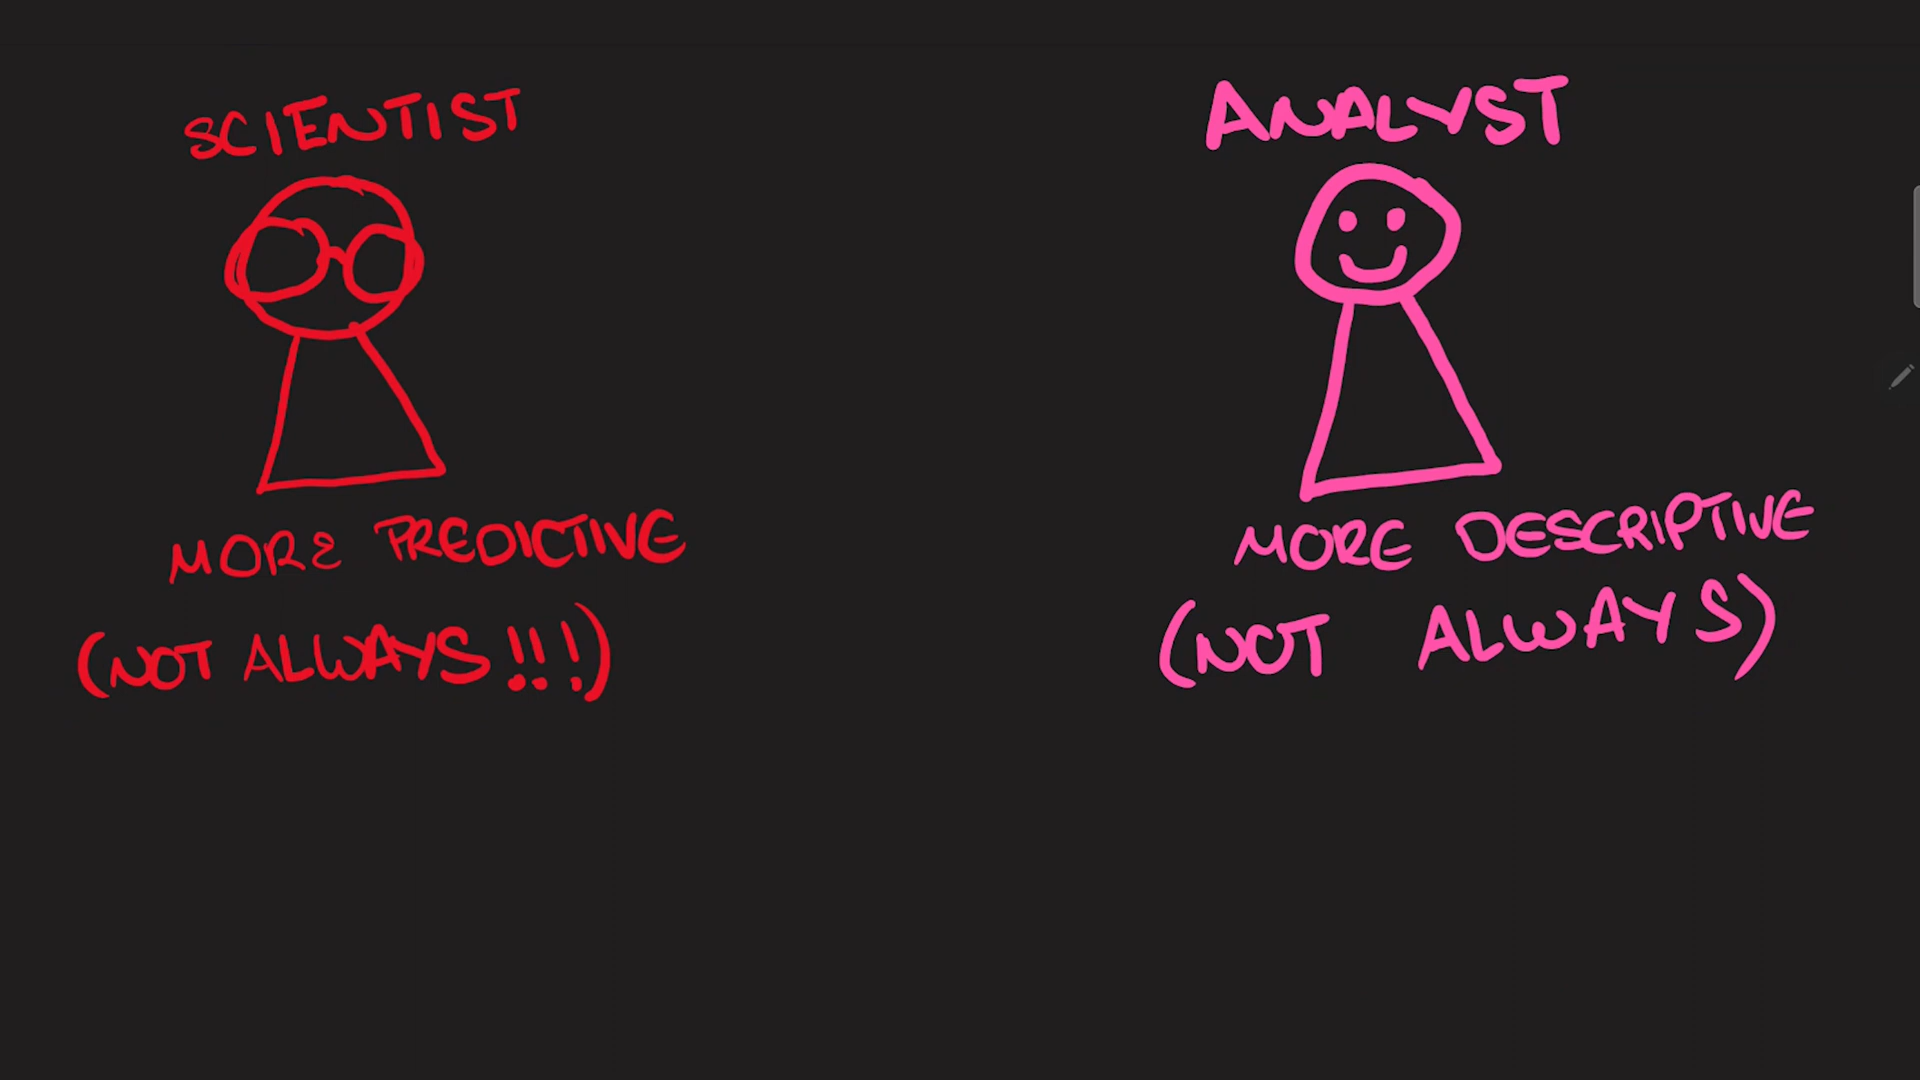 SCIENTIST
MORE PREDICTIVE
(NOT ALWAYS!!!)
ANALYST
MORE DESCRIPTIVE
(NOT ALWAYS)